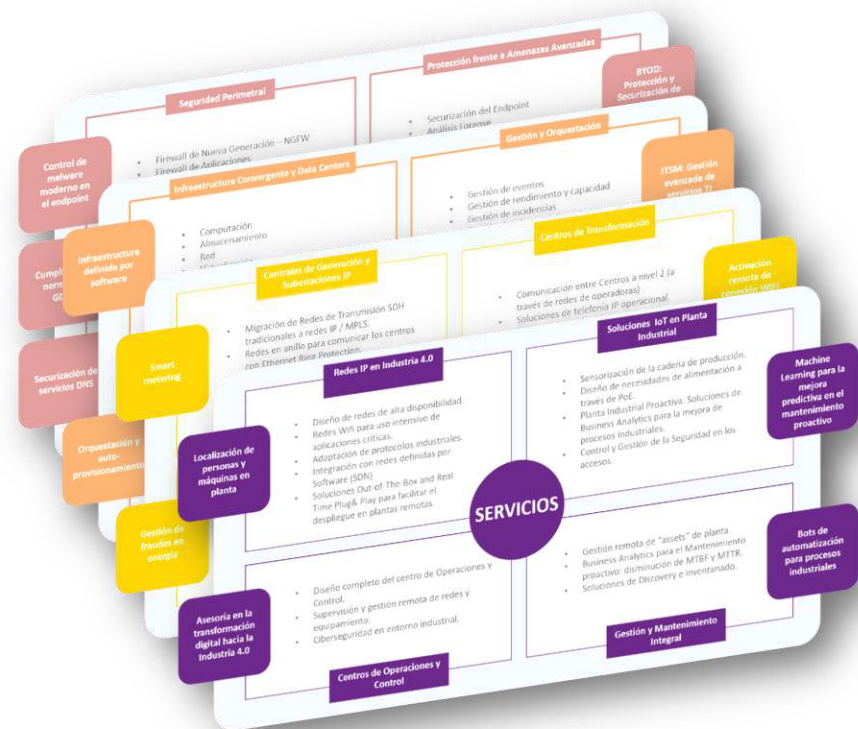 Seguridad Perimetral
Protección frente a Amenazas Avanzadas
BYOD:
Protección y
Securización de
Control de
malware
moderno en
el endpoint
• Firewall de Nueva Generación – NGFW
• Firewall de Aplicaciones
• Securización del Endpoint
• Análisis Forense
Securización de
servicios DNS
Infraestructura Convergente y Data Centers
Gestión y Orquestación
ITSM: Gestión
avanzada de
servicios TI
Infraestructura
definida por
software
• Computación
• Almacenamiento
• Red
• Gestión de eventos
• Gestión de rendimiento y capacidad
• Gestión de incidencias
Orquestación y
auto-
provisionamiento
Centrales de Generación y
Subestaciones IP
Centros de Transformación
Activación
remota de
conexión WIFI
Smart
metering
• Migración de Redes de Transmisión SDH
tradicionales a redes IP / MPLS.
• Redes en anillo para comunicar los centros
con Ethernet Ring Protection.
• Comunicación entre Centros a nivel 2 (a
través de redes de operadoras)
• Soluciones de telefonía IP operacional.
Gestión de
fraudes en
energía
Redes IP en Industria 4.0
Soluciones IoT en Planta
Industrial
Localización de
personas y
máquinas en
planta
• Diseño de redes de alta disponibilidad.
• Redes Wifi para uso intensivo de
aplicaciones críticas.
• Adaptación de protocolos industriales.
• Integración con redes definidas por
Software (SDN)
• Soluciones Out-of-The-Box and Real
Time Plug& Play para facilitar el
despliegue en plantas remotas.
• Sensorización de la cadena de producción.
• Diseño de necesidades de alimentación a
través de PoE.
• Planta Industrial Proactiva: Soluciones de
Business Analytics para la mejora de
procesos industriales.
• Control y Gestión de la Seguridad en los
accesos.
Machine
Learning para la
mejora
predictiva en el
mantenimiento
proactivo
SERVICIOS
Asesoría en la
transformación
digital hacia la
Industria 4.0
• Diseño completo del centro de Operaciones y
Control.
• Supervisión y gestión remota de redes y
equipamiento.
• Ciberseguridad en entorno industrial.
• Gestión remota de "assets" de planta.
• Business Analytics para el Mantenimiento
proactivo: disminución de MTBF y MTTR.
• Soluciones de Discovery e inventariado.
Bots de
automatización
para procesos
industriales
Centros de Operaciones y
Control
Gestión y Mantenimiento
Integral